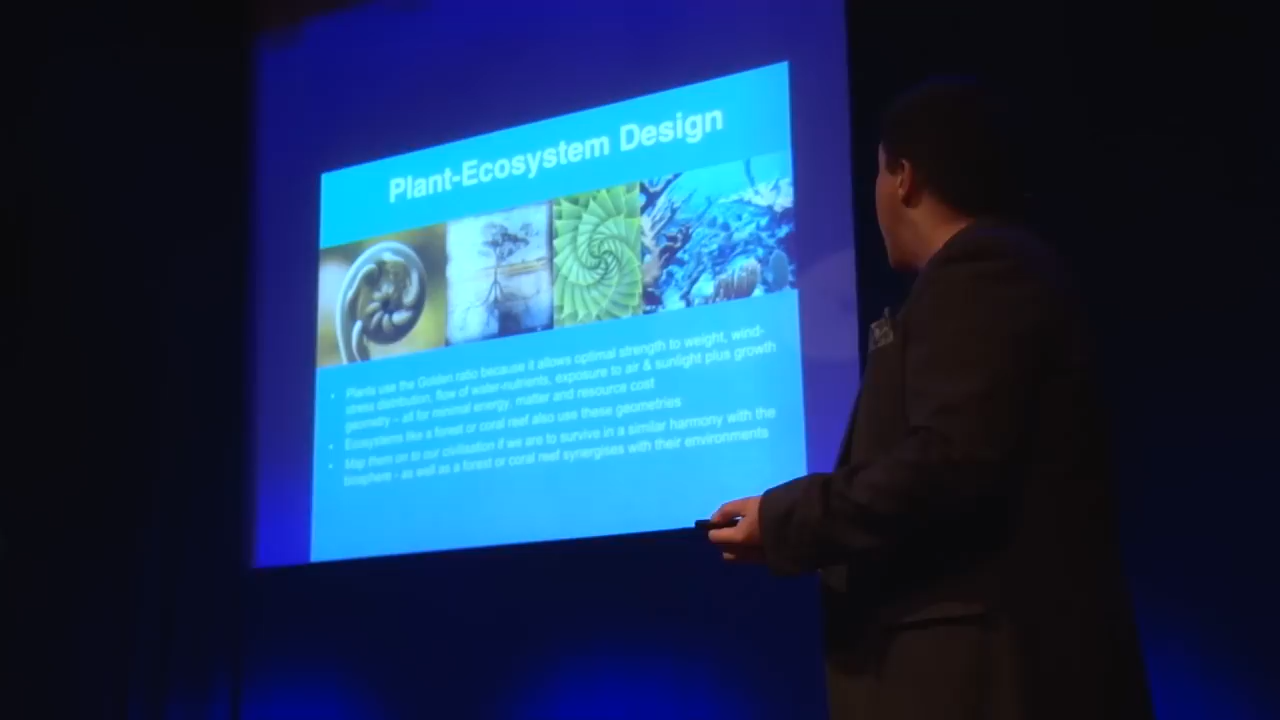 Plant-Ecosystem Design
• Plants use the Golden ratio because it allows optimal strength to weight, wind-
stress distribution, flow of water-nutrients, exposure to air & sunlight plus growth
geometry – all for minimal energy, matter and resource cost
• Ecosystems like a forest or coral reef also use these geometries
• Map them on to our civilisation if we are to survive in a similar harmony with the
biosphere - as well as a forest or coral reef synergises with their environments